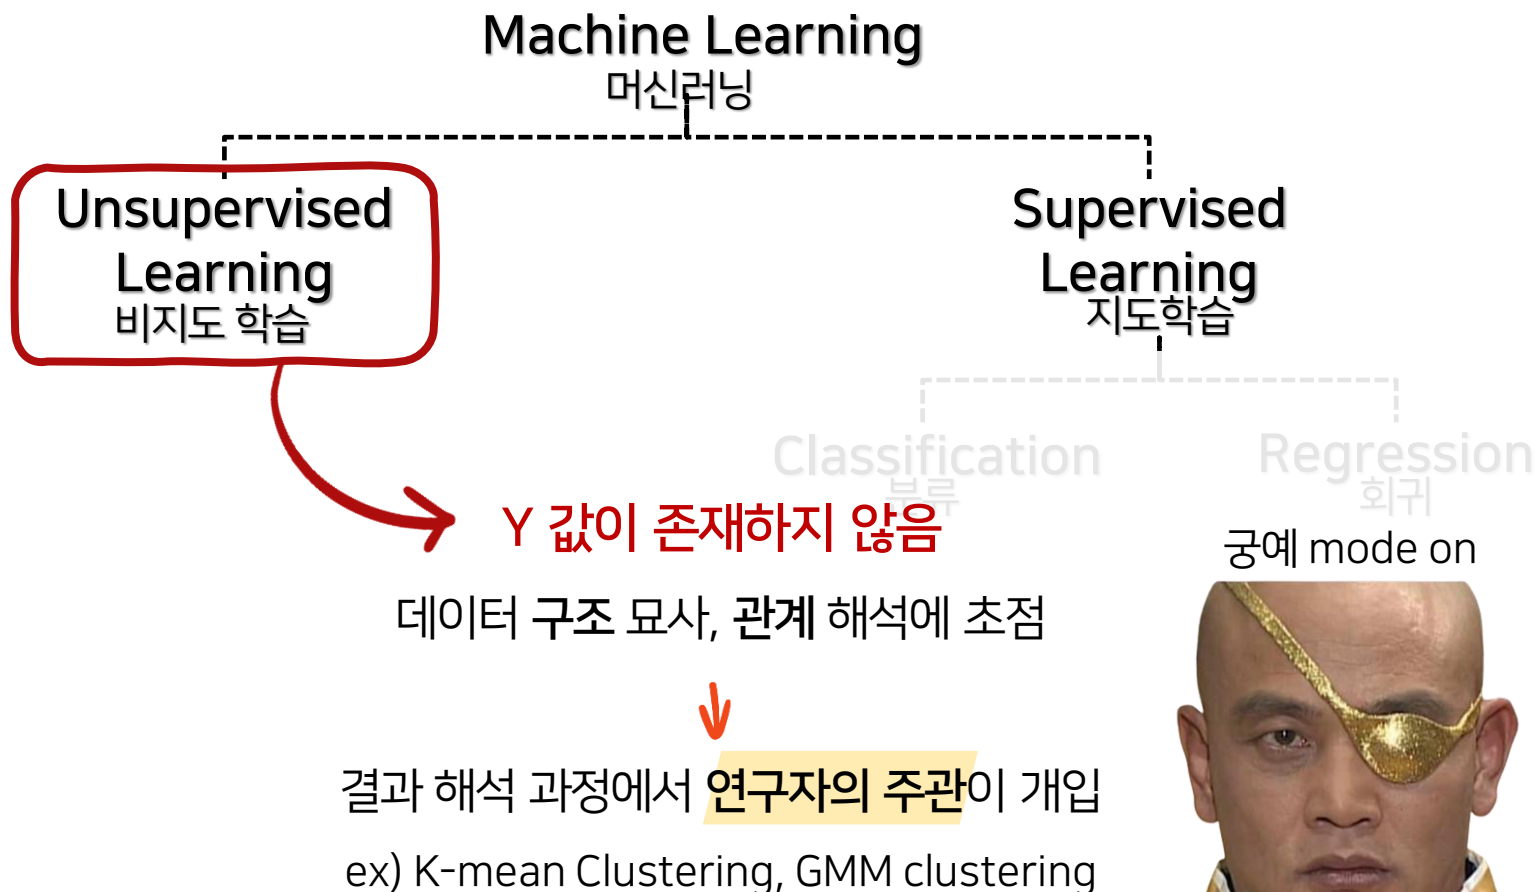 Machine Learning
머신러닝
Unsupervised
Learning
비지도 학습
Supervised
Learning
지도학습
Classification
분류
Regression
회귀
Y 값이 존재하지 않음
궁예 mode on
데이터 구조 묘사, 관계 해석에 초점
결과 해석 과정에서 연구자의 주관이 개입
ex) K-mean Clustering, GMM clustering